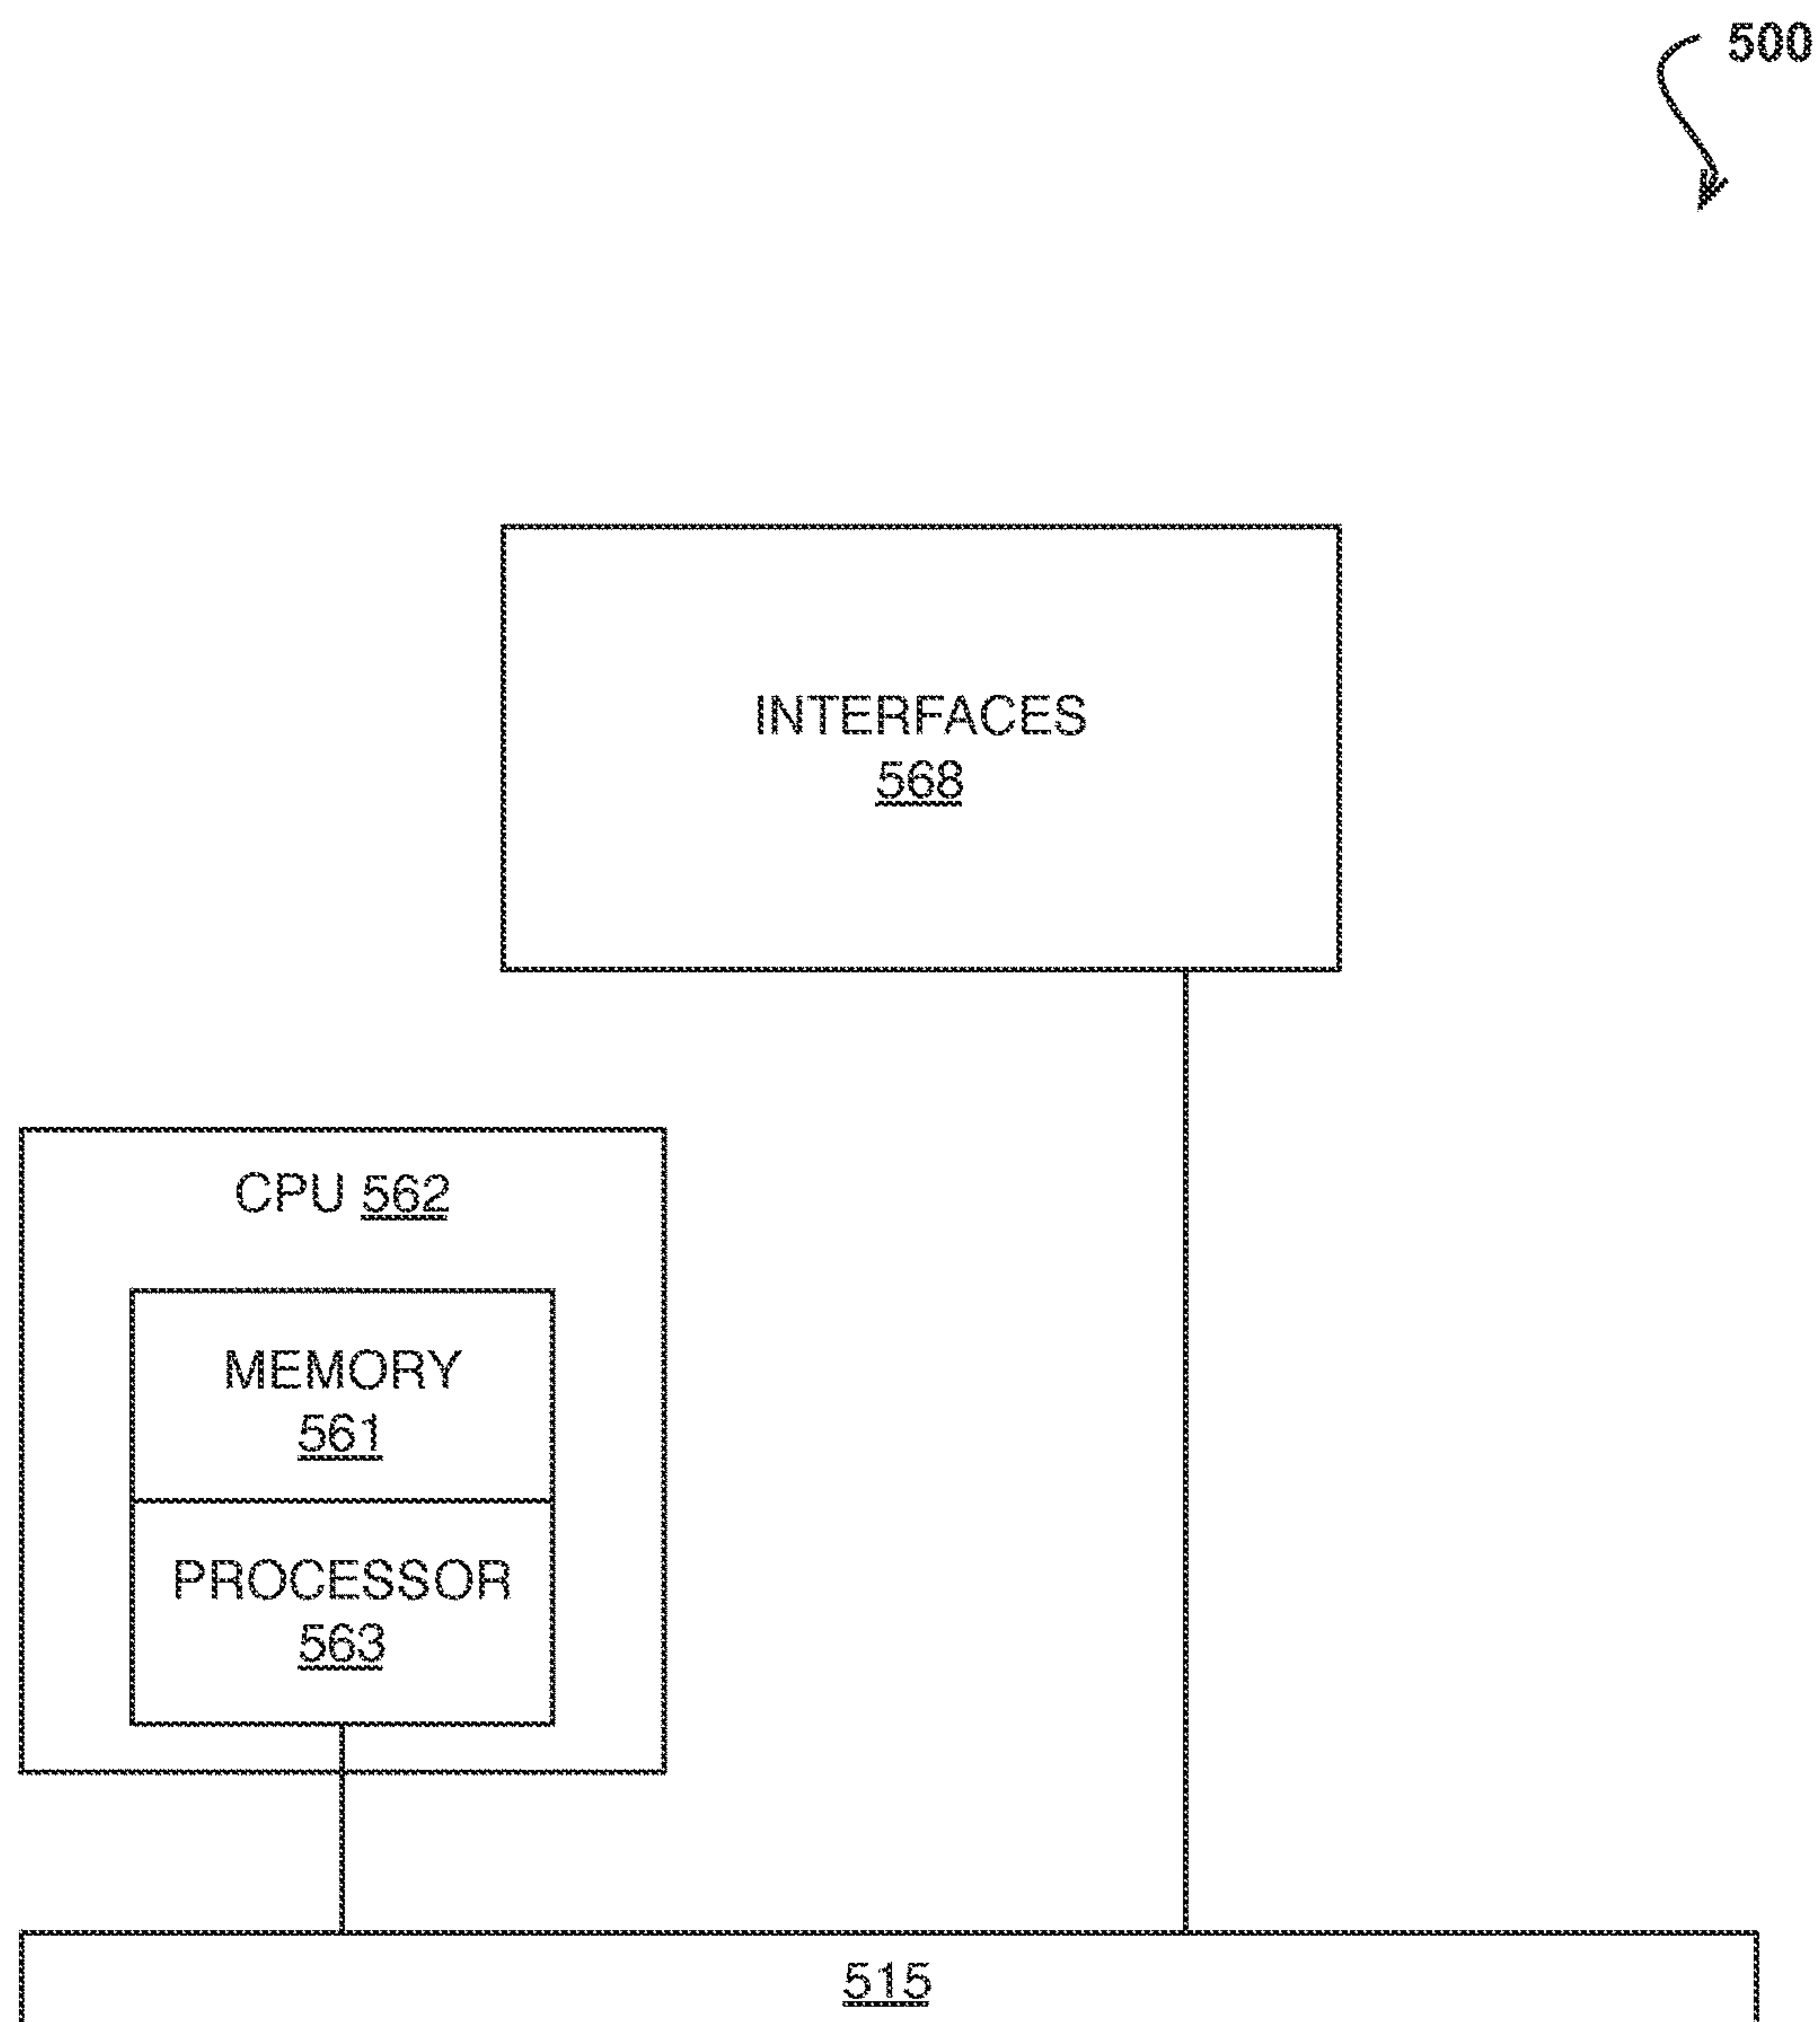 500
INTERFACES
568
CPU 562
MEMORY
561
PROCESSOR
563
515